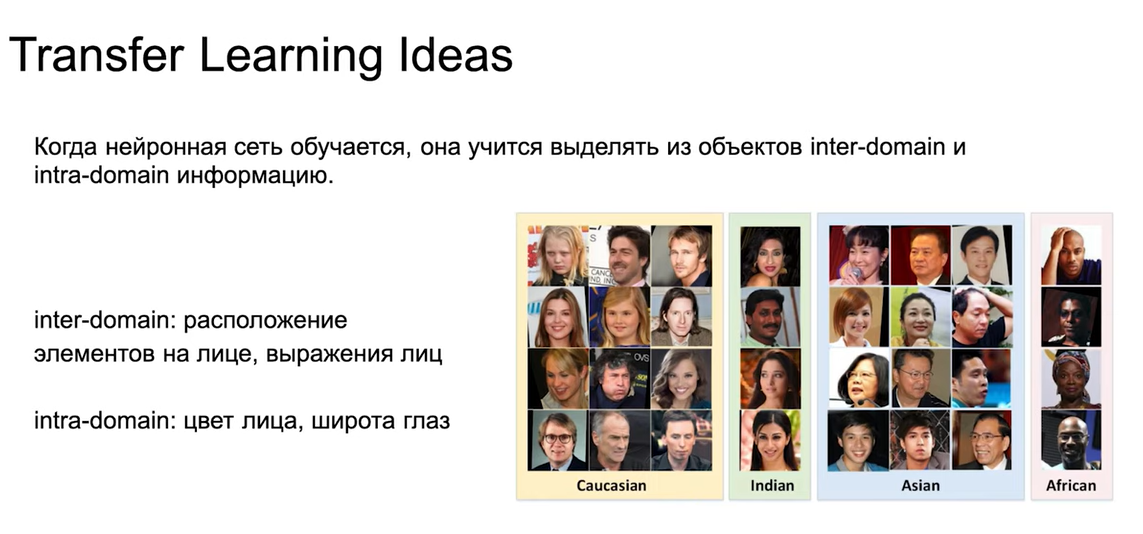 Transfer Learning Ideas
Когда нейронная сеть обучается, она учится выделять из объектов inter-domain и
intra-domain информацию.
inter-domain: расположение
элементов на лице, выражения лиц
intra-domain: цвет лица, широта глаз
Caucasian
Indian
Asian
African